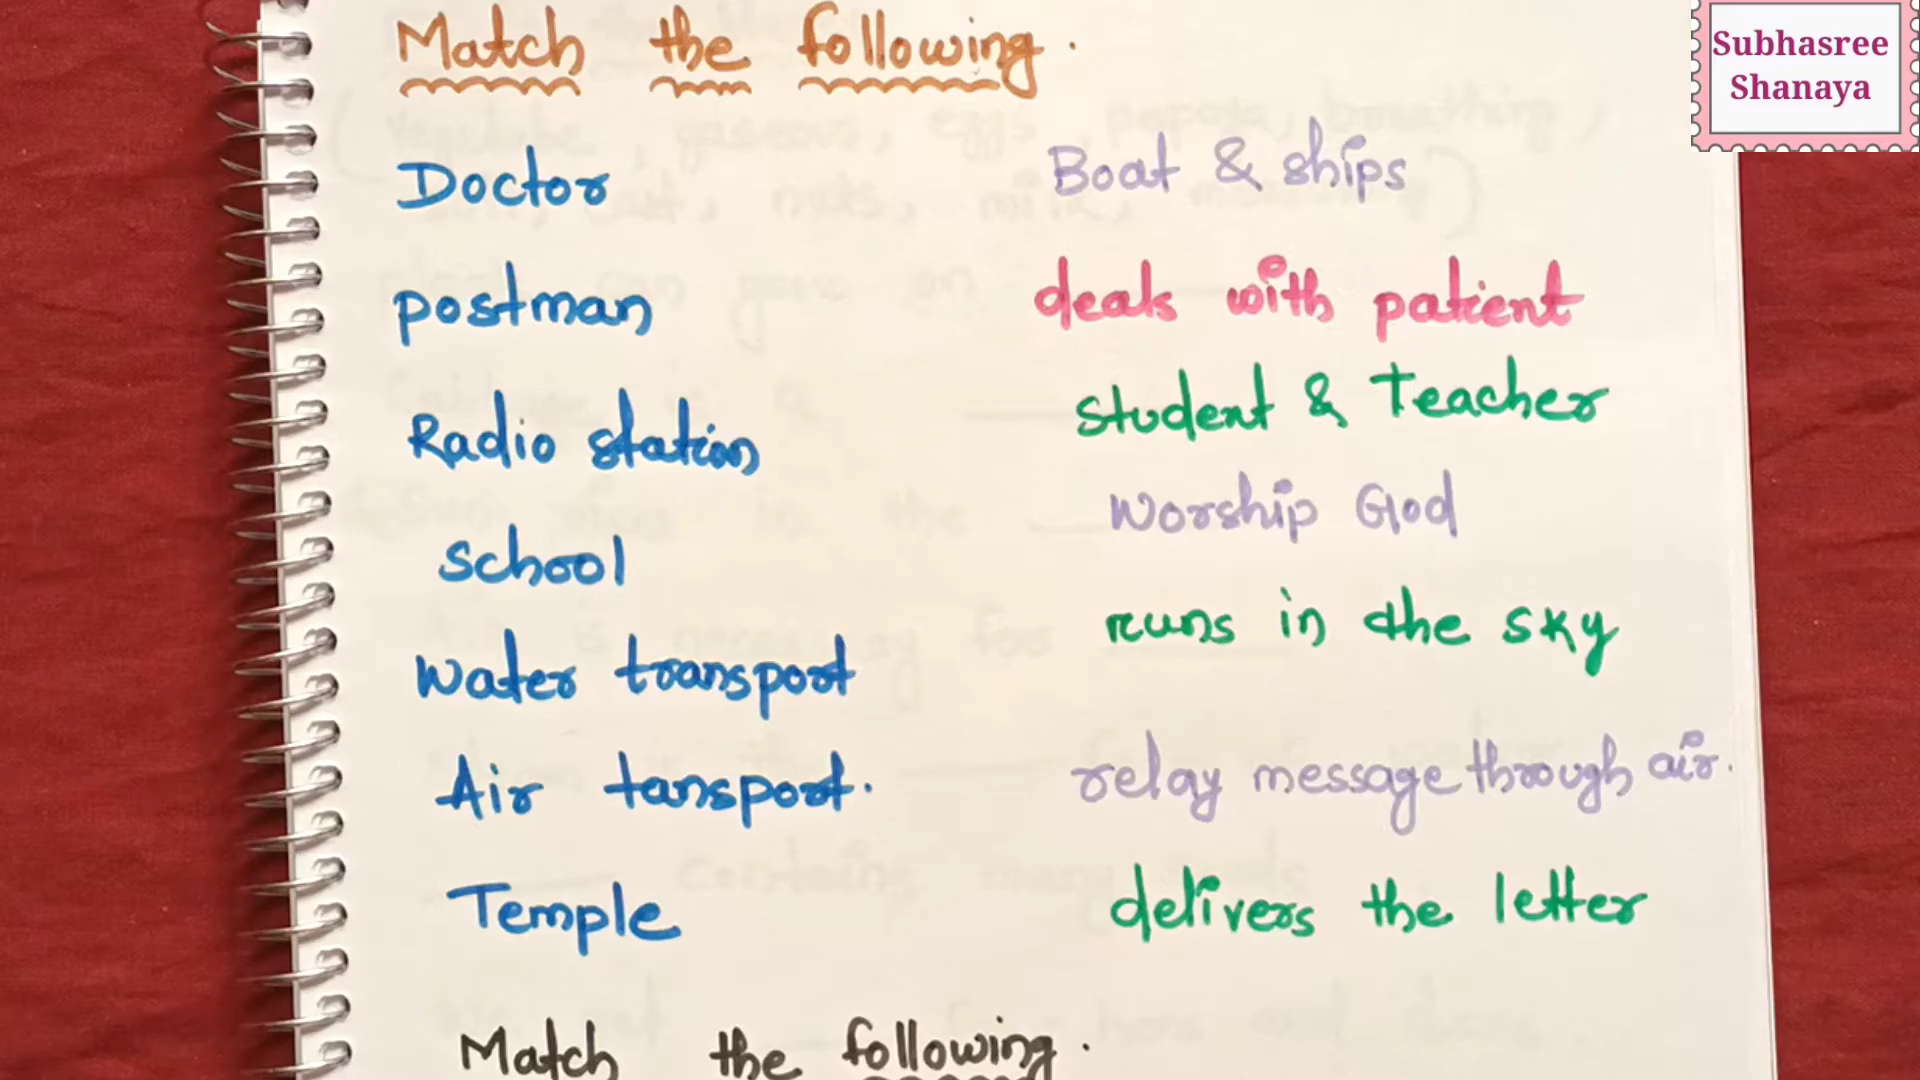 Match the following.
Subhasree
Shanaya
Doctor
Boat & ships
postman
deals with patient
Radio station
student & Teacher
school
Worship God
Water transport
runs in the sky
Air tansport.
relay message through air.
Temple
delivers the letter
Match the following.